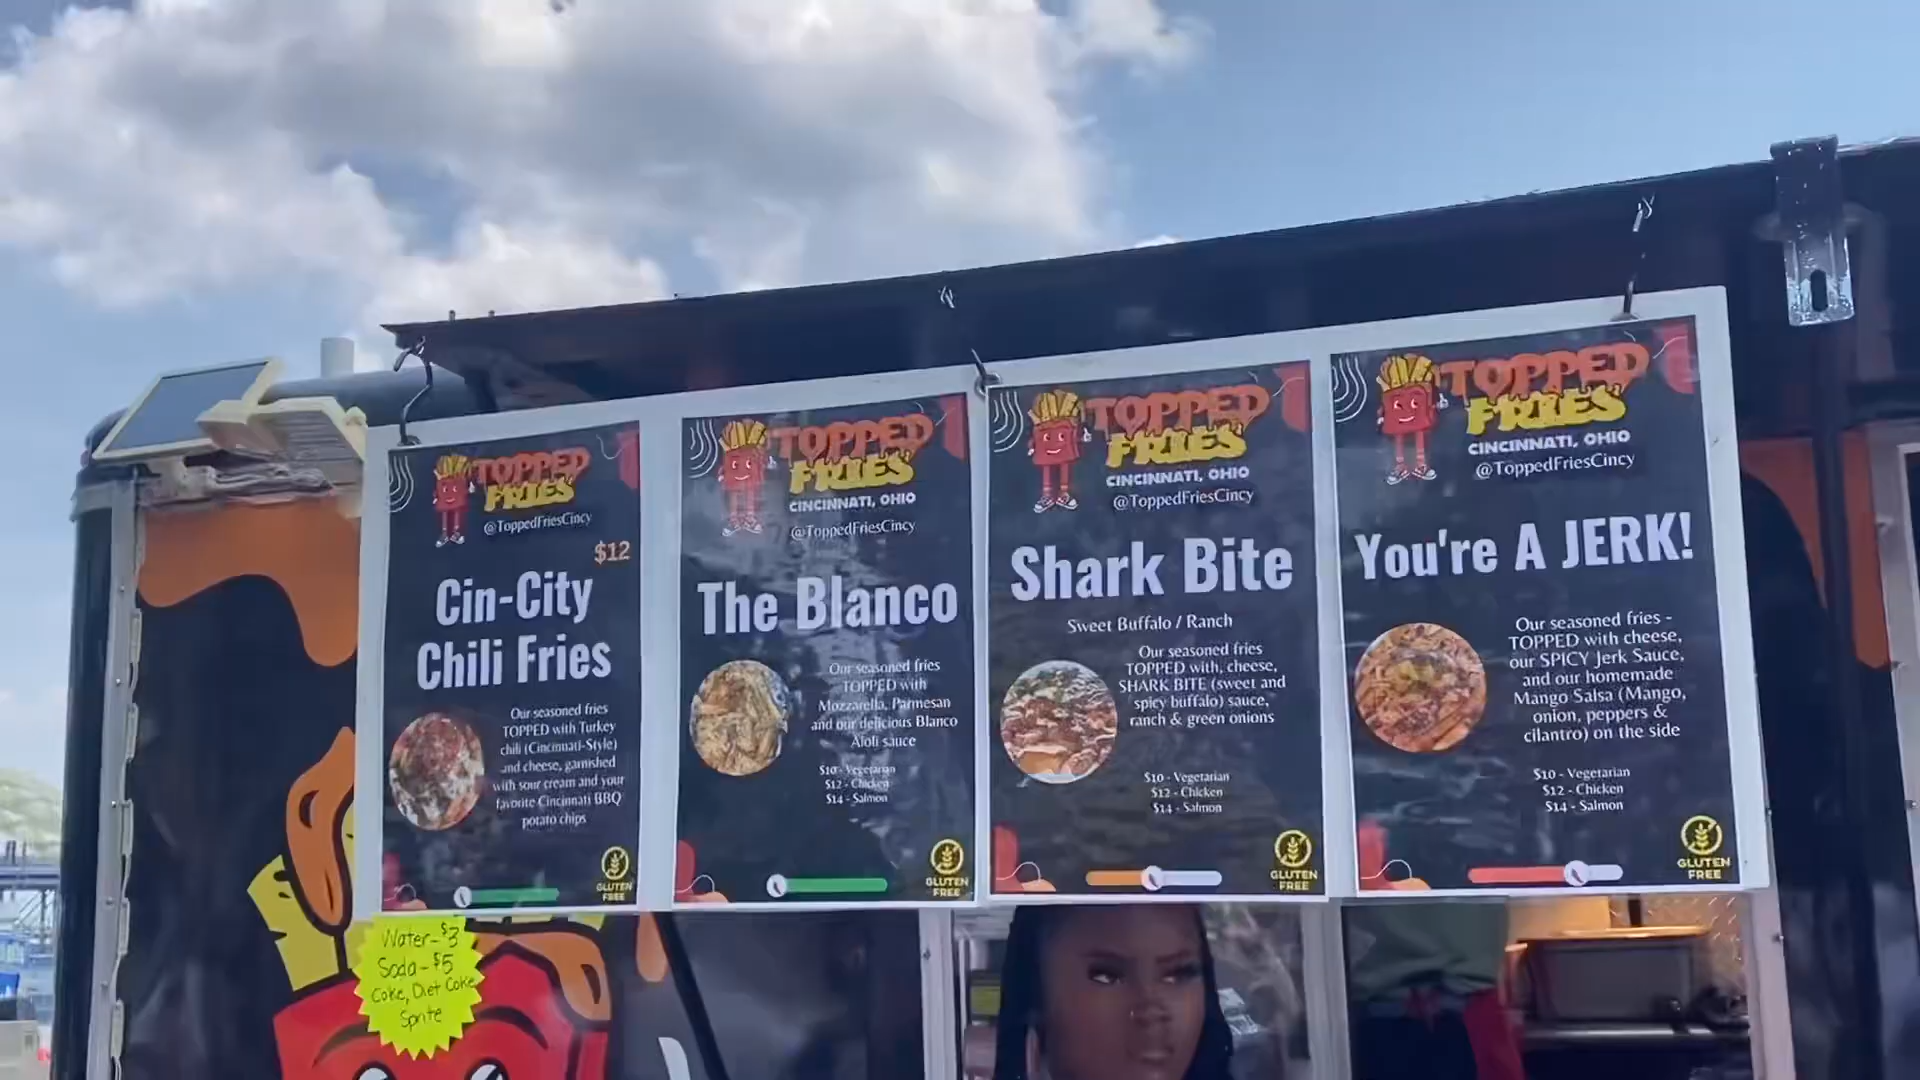 TOPPED
FRIES
@ToppedFriesCincy
$12
Cin-City
Chili Fries
Our seasoned fries
TOPPED with Turkey
chili (Cincinnati-Style)
and cheese, garnished
with sour cream and your
favorite Cincinnati BBQ
potato chips
GLUTEN
FREE
TOPPED
FRIES
CINCINNATI, OHIO
@ToppedFriesCincy
The Blanco
Our seasoned fries
TOPPED with
Mozzarella, Parmesan
and our delicious Blanco
Aioli sauce
$10 - Vegetarian
$12 - Chicken
$14 - Salmon
GLUTEN
FREE
TOPPED
FRIES
CINCINNATI, OHIO
@ToppedFriesCincy
Shark Bite
Sweet Buffalo / Ranch
Our seasoned fries
TOPPED with, cheese,
SHARK BITE (sweet and
spicy buffalo) sauce,
ranch & green onions
$10 - Vegetarian
$12 - Chicken
$14 - Salmon
GLUTEN
FREE
TOPPED
FRIES
CINCINNATI, OHIO
@ToppedFriesCincy
You're A JERK!
Our seasoned fries -
TOPPED with cheese,
our SPICY Jerk Sauce,
and our homemade
Mango Salsa (Mango,
onion, peppers &
cilantro) on the side
$10 - Vegetarian
$12 - Chicken
$14 - Salmon
GLUTEN
FREE
Water - $3
Soda - $5
Coke, Diet Coke
Sprite